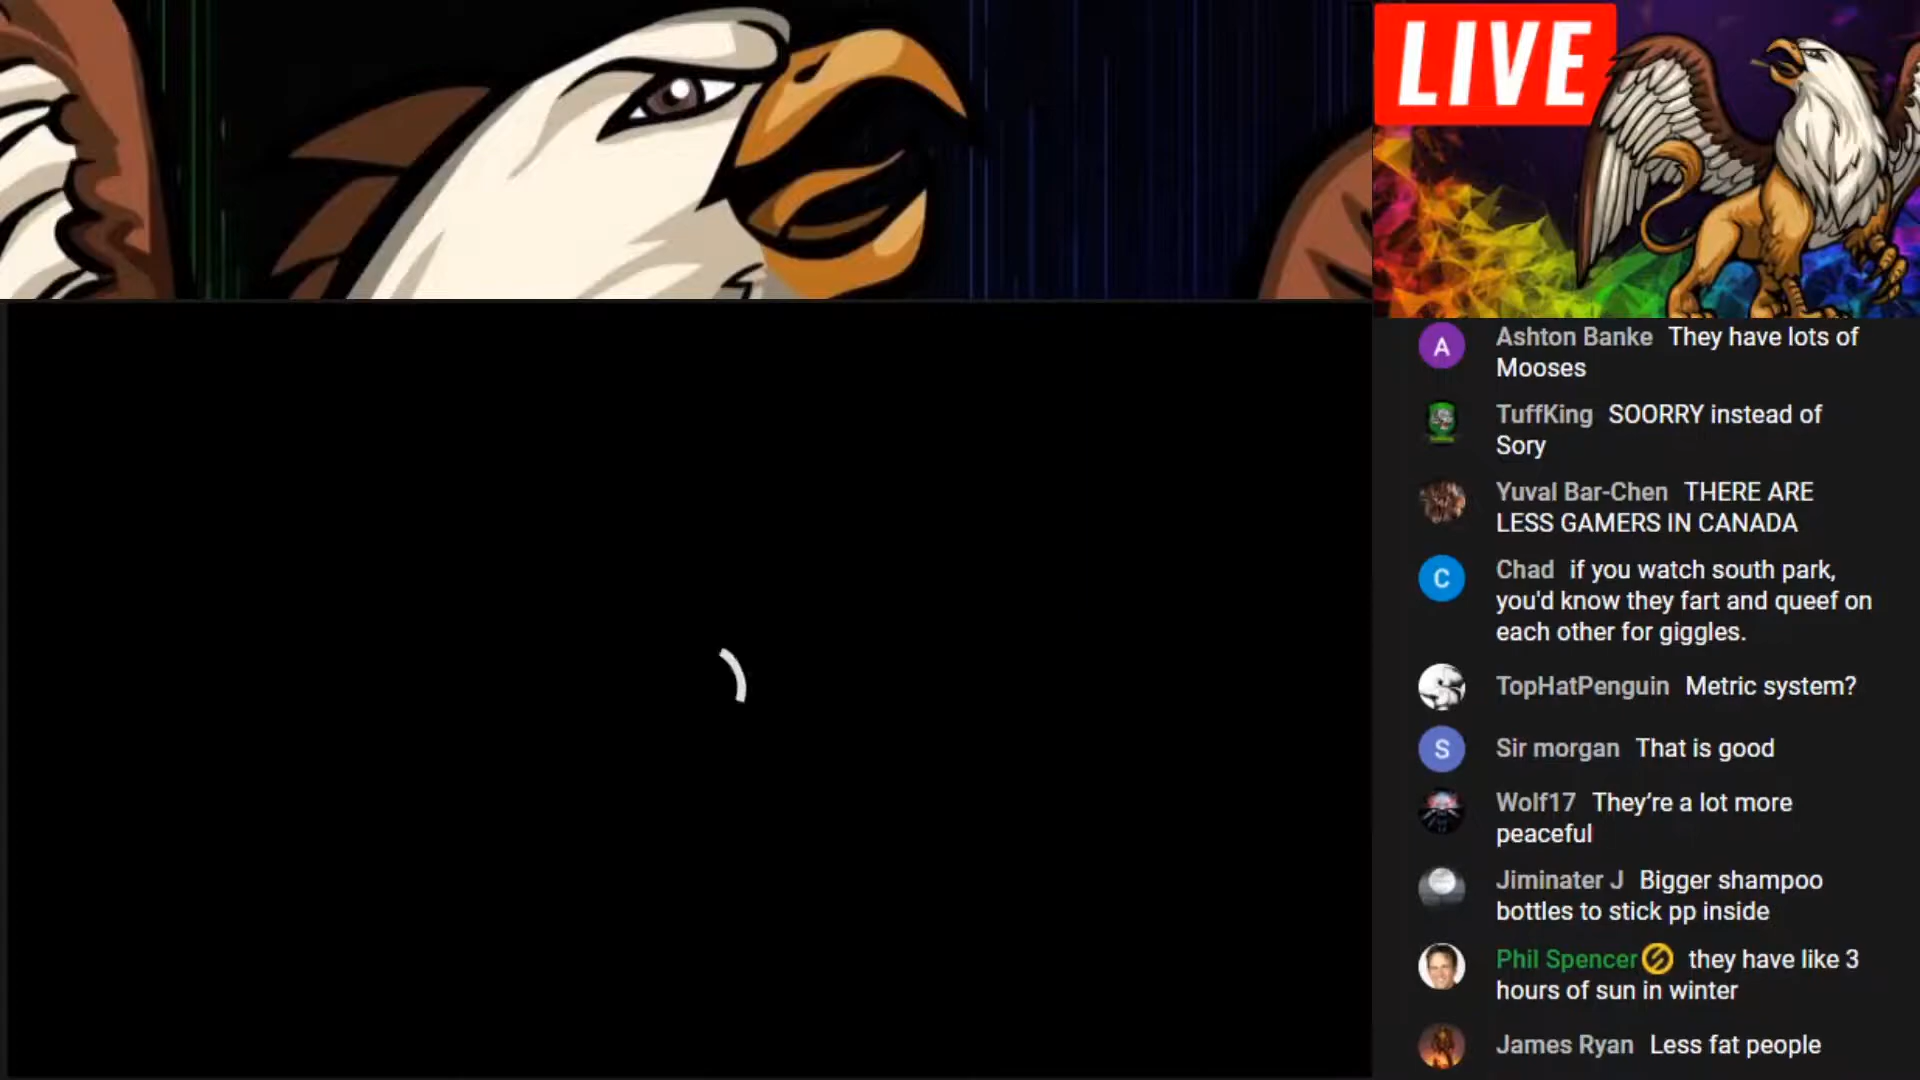 LIVE
Ashton Banke They have lots of
Mooses
TuffKing SOORRY instead of
Sory
Yuval Bar-Chen THERE ARE
LESS GAMERS IN CANADA
Chad if you watch south park,
you'd know they fart and queef on
each other for giggles.
TopHatPenguin Metric system?
Sir morgan That is good
Wolf17 They’re a lot more
peaceful
Jiminater J Bigger shampoo
bottles to stick pp inside
Phil Spencer they have like 3
hours of sun in winter
James Ryan Less fat people
A
C
S